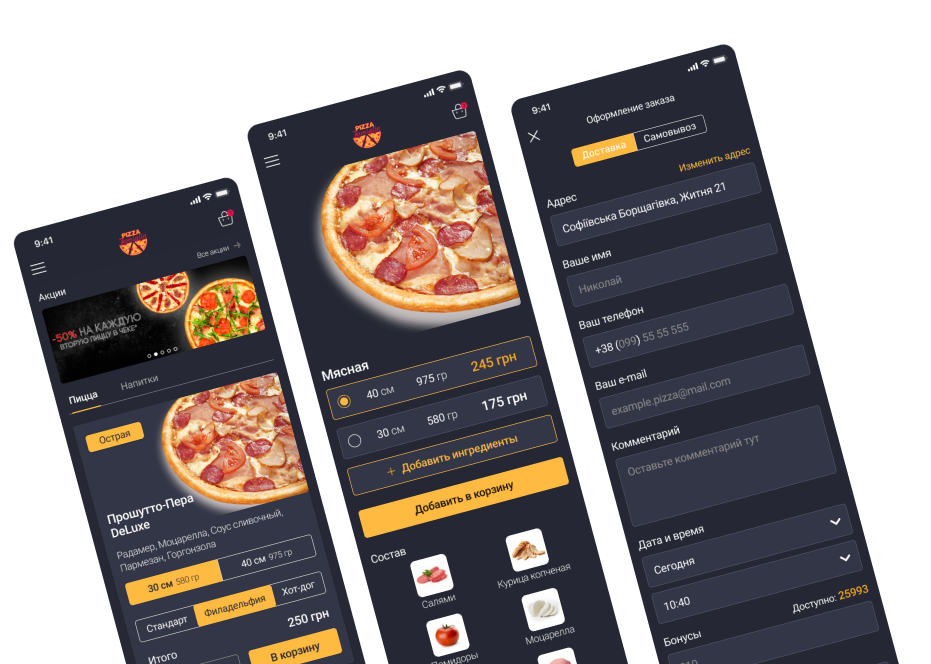 9:41
PIZZA
Все акции
Акции
-50% НА КАЖДУЮ
ВТОРУЮ ПИЦЦУ В ЧЕКЕ*
Пицца
Напитки
Острая
Прошутто-Пера
DeLuxe
Радамер, Моцарелла, Соус сливочный,
Пармезан, Горгонзола
30 см 580 гр
40 см 975 гр
Стандарт
Филадельфия
Хот-дог
Итого
250 грн
В корзину
9:41
PIZZA
Мясная
40 см 975 гр 245 грн
30 см 580 гр 175 грн
+ Добавить ингредиенты
Добавить в корзину
Состав
Салями
Курица копченая
Помидоры
Моцарелла
9:41
Оформление заказа
Доставка
Самовывоз
Изменить адрес
Адрес
Софіївська Борщагівка, Житня 21
Ваше имя
Николай
Ваш телефон
+38 (099) 55 55 555
Ваш e-mail
example.pizza@mail.com
Комментарий
Оставьте комментарий тут
Дата и время
Сегодня
10:40
Доступно: 25993
Бонусы